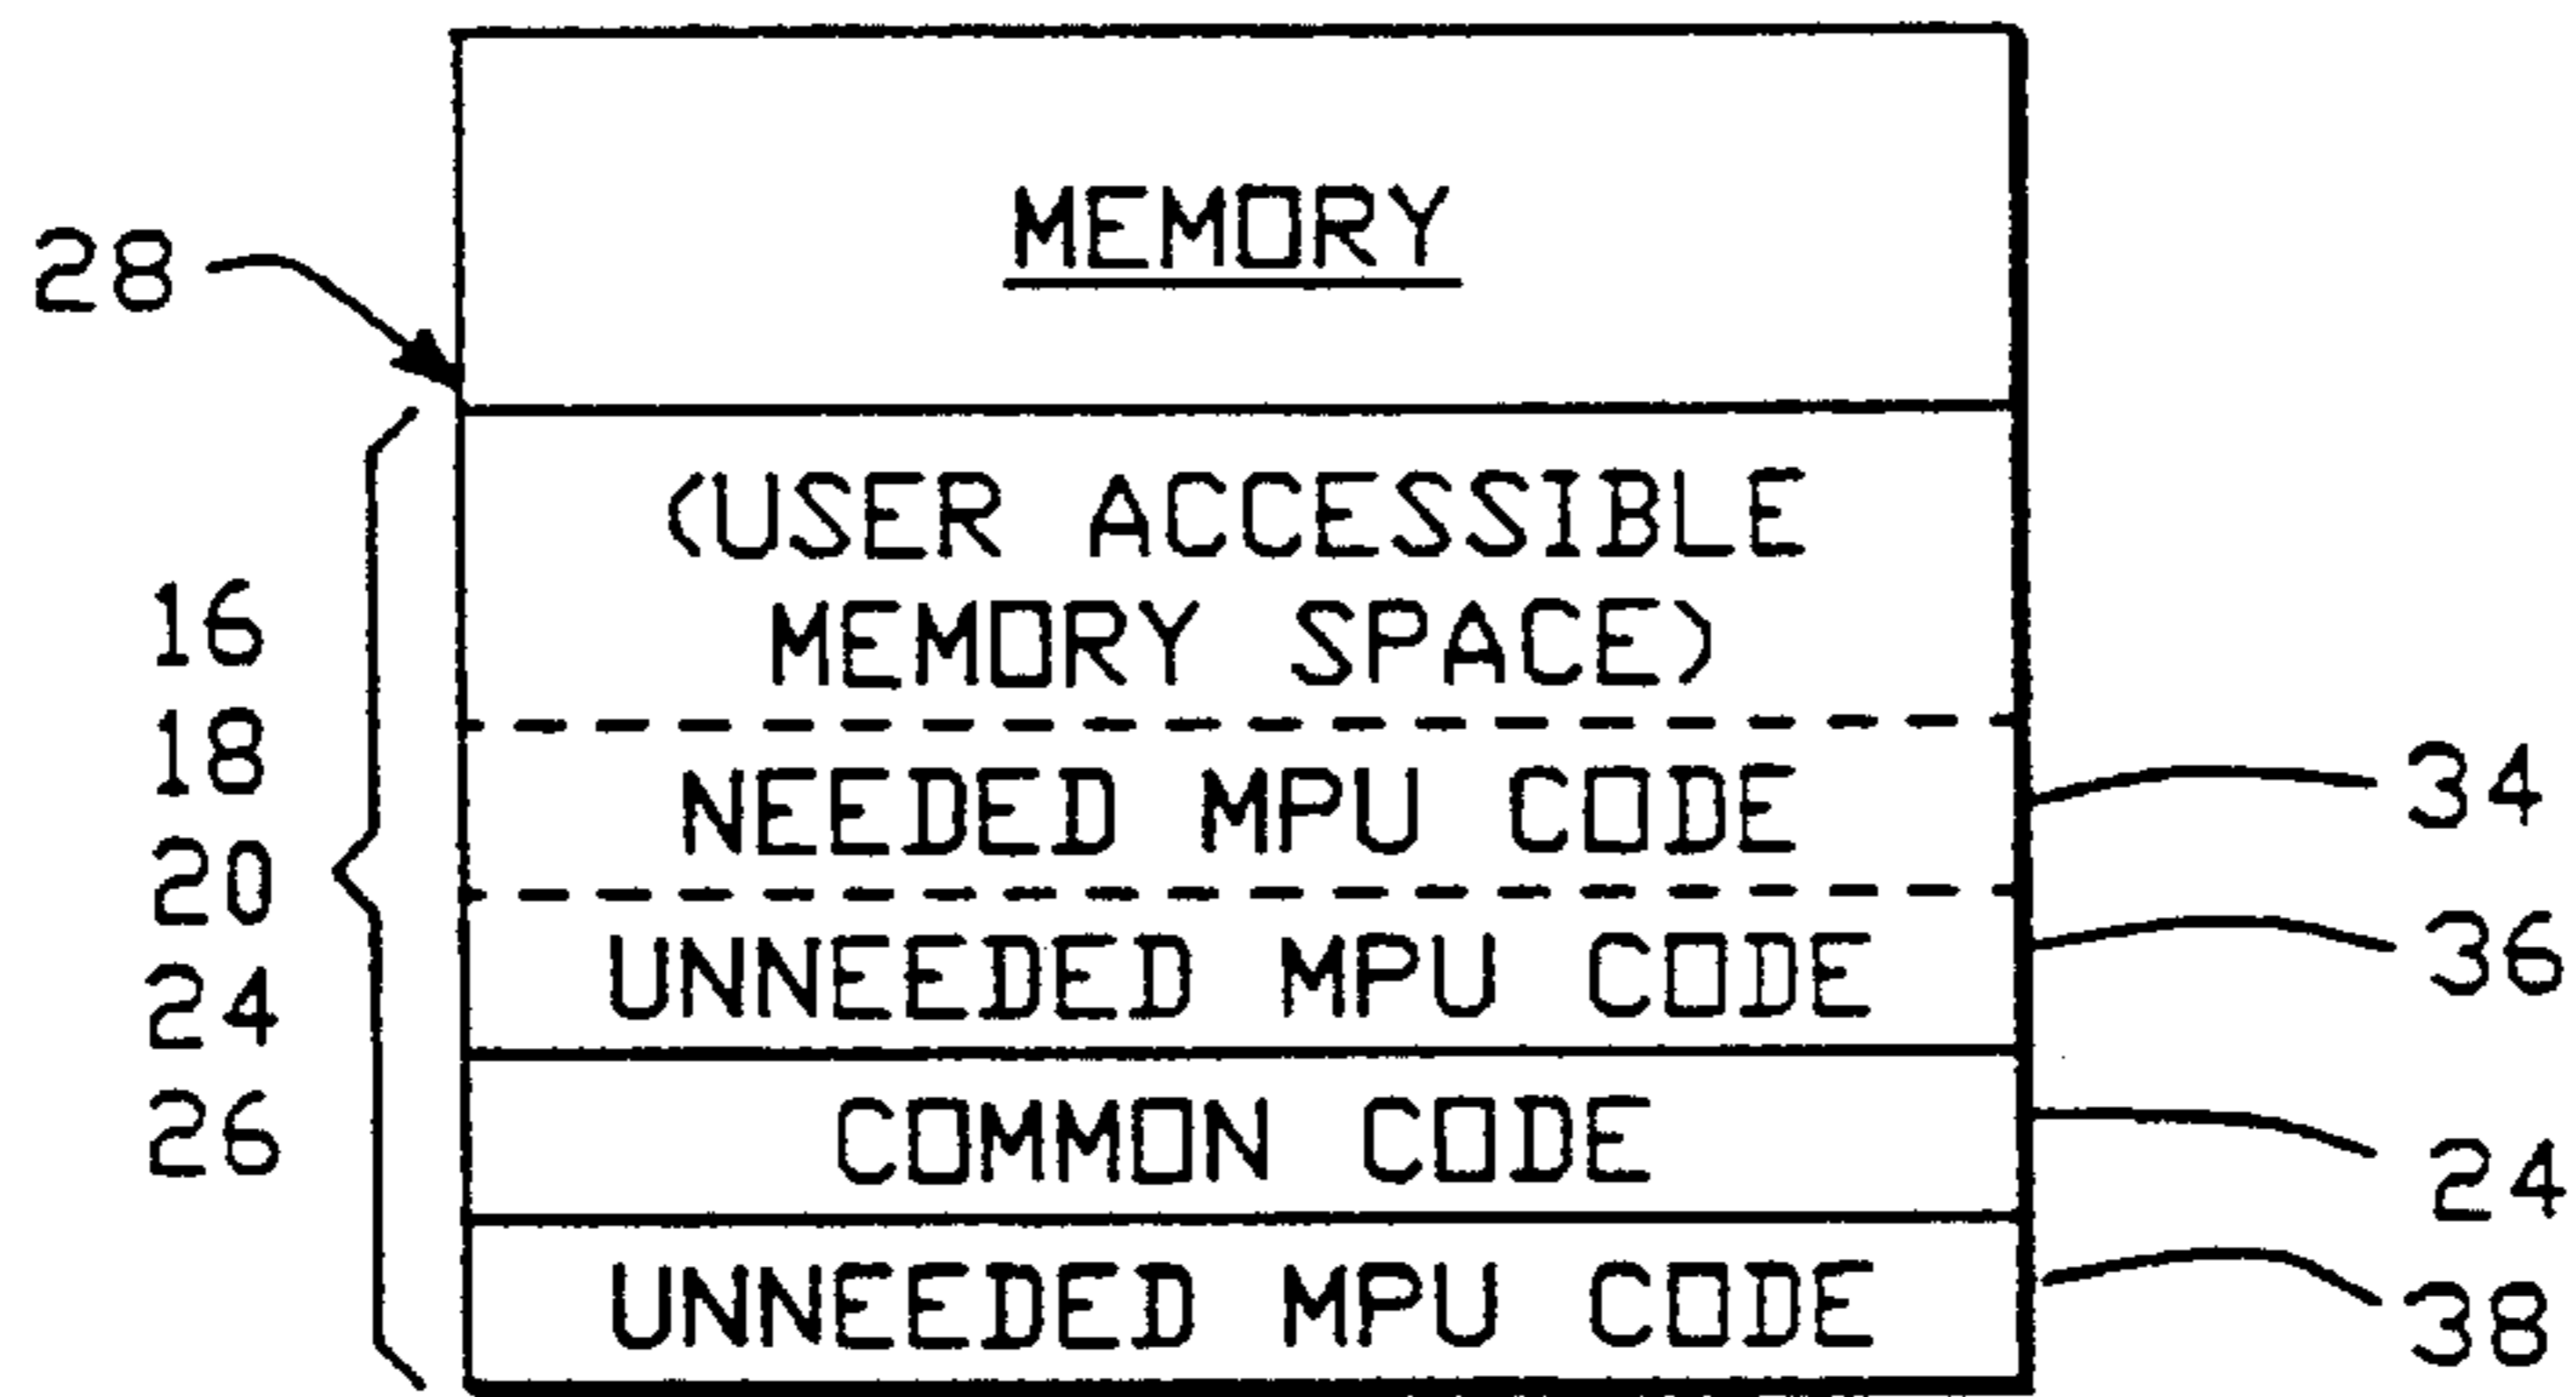 MEMORY
28
(USER ACCESSIBLE
16
MEMORY SPACE)
18
NEEDED MPU CODE
34
20
UNNEEDED MPU CODE
36
24
COMMON CODE
24
26
UNNEEDED MPU CODE
38